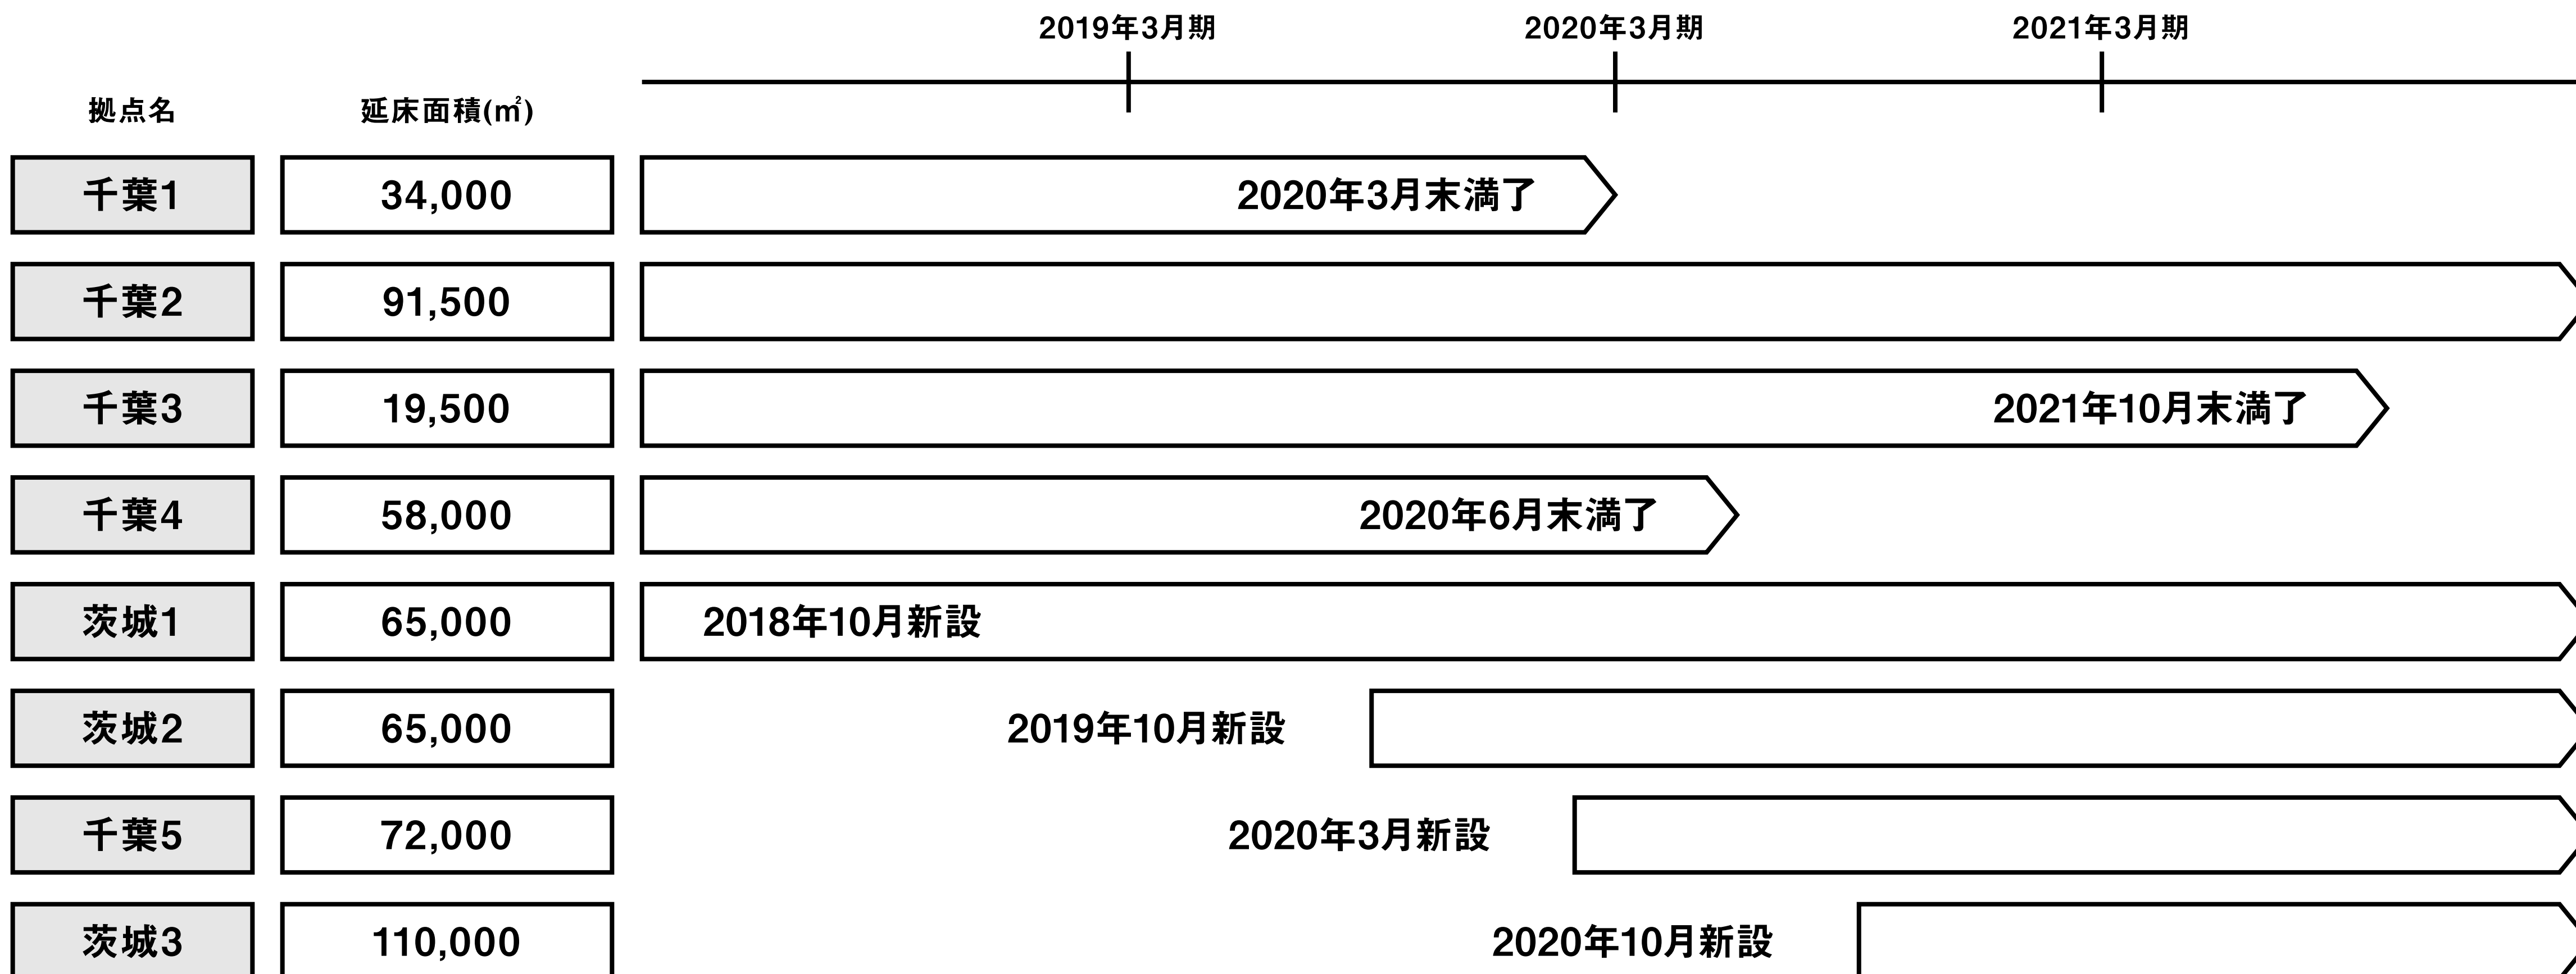 2019年3月期 2020年3月期 2021年3月期
拠点名 延床面積(㎡)
千葉1 34,000 2020年3月末満了
千葉2 91,500
千葉3 19,500 2021年10月末満了
千葉4 58,000 2020年6月末満了
茨城1 65,000 2018年10月新設
茨城2 65,000 2019年10月新設
千葉5 72,000 2020年3月新設
茨城3 110,000 2020年10月新設